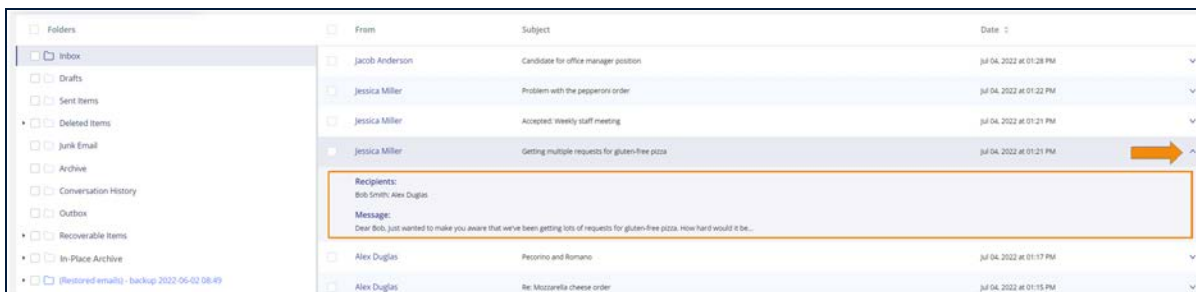 Folders
Inbox
Drafts
Sent Items
Deleted Items
Junk Email
Archive
Conversation History
Outbox
Recoverable Items
In-Place Archive
(Restored emails) - backup 2022-06-02 08:49
From Subject Date
Jacob Anderson Candidate for office manager position Jul 04, 2022 at 01:28 PM
Jessica Miller Problem with the pepperoni order Jul 04, 2022 at 01:22 PM
Jessica Miller Accepted: Weekly staff meeting Jul 04, 2022 at 01:21 PM
Jessica Miller Getting multiple requests for gluten-free pizza Jul 04, 2022 at 01:21 PM
Recipients:
Bob Smith; Alex Duglas
Message:
Dear Bob, Just wanted to make you aware that we've been getting lots of requests for gluten-free pizza. How hard would it be...
Alex Duglas Pecorino and Romano Jul 04, 2022 at 01:17 PM
Alex Duglas Re: Mozzarella cheese order Jul 04, 2022 at 01:15 PM